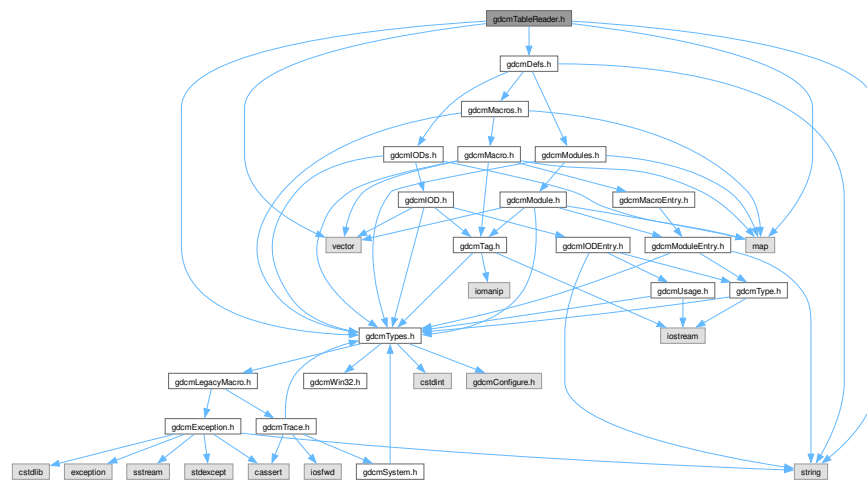 gdcmTableReader.h
gdcmDefs.h
gdcmMacros.h
gdcmIODs.h
gdcmMacro.h
gdcmModules.h
gdcmIOD.h
gdcmModule.h
gdcmMacroEntry.h
vector
gdcmTag.h
gdcmIODEntry.h
gdcmModuleEntry.h
map
iomanip
gdcmUsage.h
gdcmType.h
gdcmTypes.h
iostream
gdcmLegacyMacro.h
gdcmWin32.h
cstdint
gdcmConfigure.h
gdcmException.h
gdcmTrace.h
cstdlib
exception
sstream
stdexcept
cassert
iosfwd
gdcmSystem.h
string